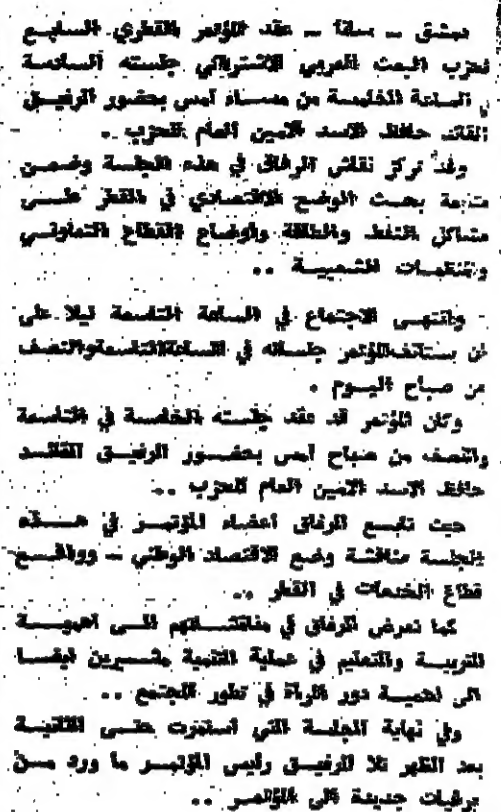 دمشق ـ سانا ـ عقد المؤتمر القطري السابع
لحزب البعث العربي الاشتراكي جلسته السادسة
في الساعة الخامسة من مساء أمس بحضور الرفيق
القائد حافظ الاسد الامين العام للحزب ..
وقد تركز نقاش الرفاق في هذه الجلسة وضمن
متابعة بحث الوضع الاقتصادي في القطر على
مشاكل النفط والطاقة واوضاع القطاع التعاوني
والمنظمات الشعبية ..
وانتهى الاجتماع في الساعة التاسعة ليلا على
ان يستأنف المؤتمر جلساته في الساعة التاسعة والنصف
من صباح اليوم .
وكان المؤتمر قد عقد جلسته الخامسة في التاسعة
والنصف من صباح أمس بحضور الرفيق القائد
حافظ الاسد الامين العام للحزب ..
حيث تابع الرفاق أعضاء المؤتمر في هذه
الجلسة مناقشة وضع الاقتصاد الوطني ـ وواقع
قطاع الخدمات في القطر ..
كما تعرض الرفاق في مناقشاتهم الى اهمية
التربية والتعليم في عملية التنمية مشيرين ايضا
الى اهمية دور المرأة في تطور المجتمع ..
وفي نهاية الجلسة التي استمرت حتى الثانية
بعد الظهر تلا الرفيق رئيس المؤتمر ما ورد من
برقيات جديدة الى المؤتمر ..